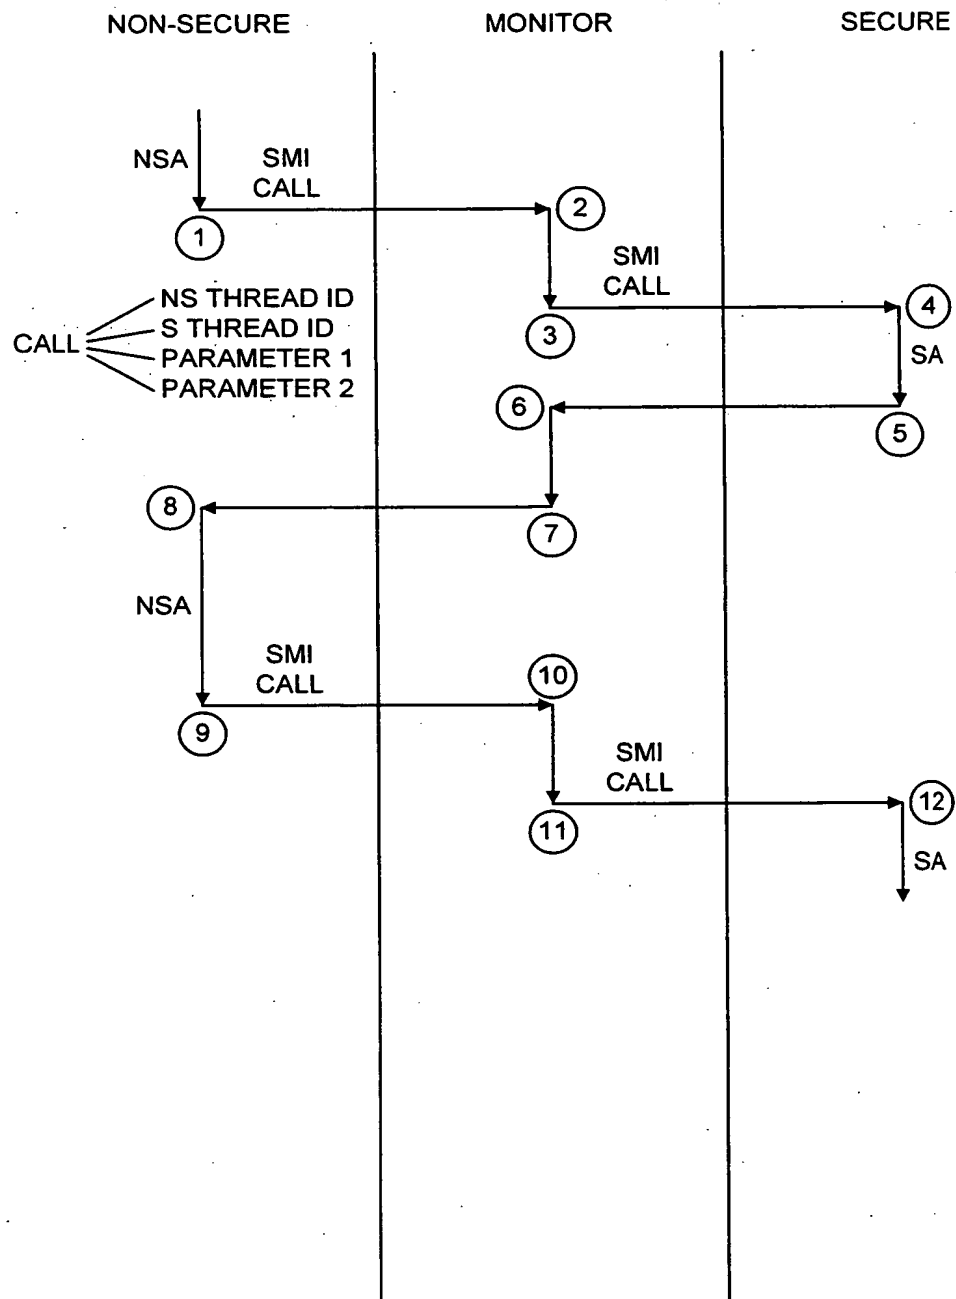 NON-SECURE
MONITOR
SECURE
NSA
SMI
CALL
2
1
SMI
CALL
4
NS THREAD ID
S THREAD ID
CALL
PARAMETER 1
PARAMETER 2
3
SA
6
5
8
7
NSA
SMI
CALL
10
9
SMI
CALL
12
11
SA